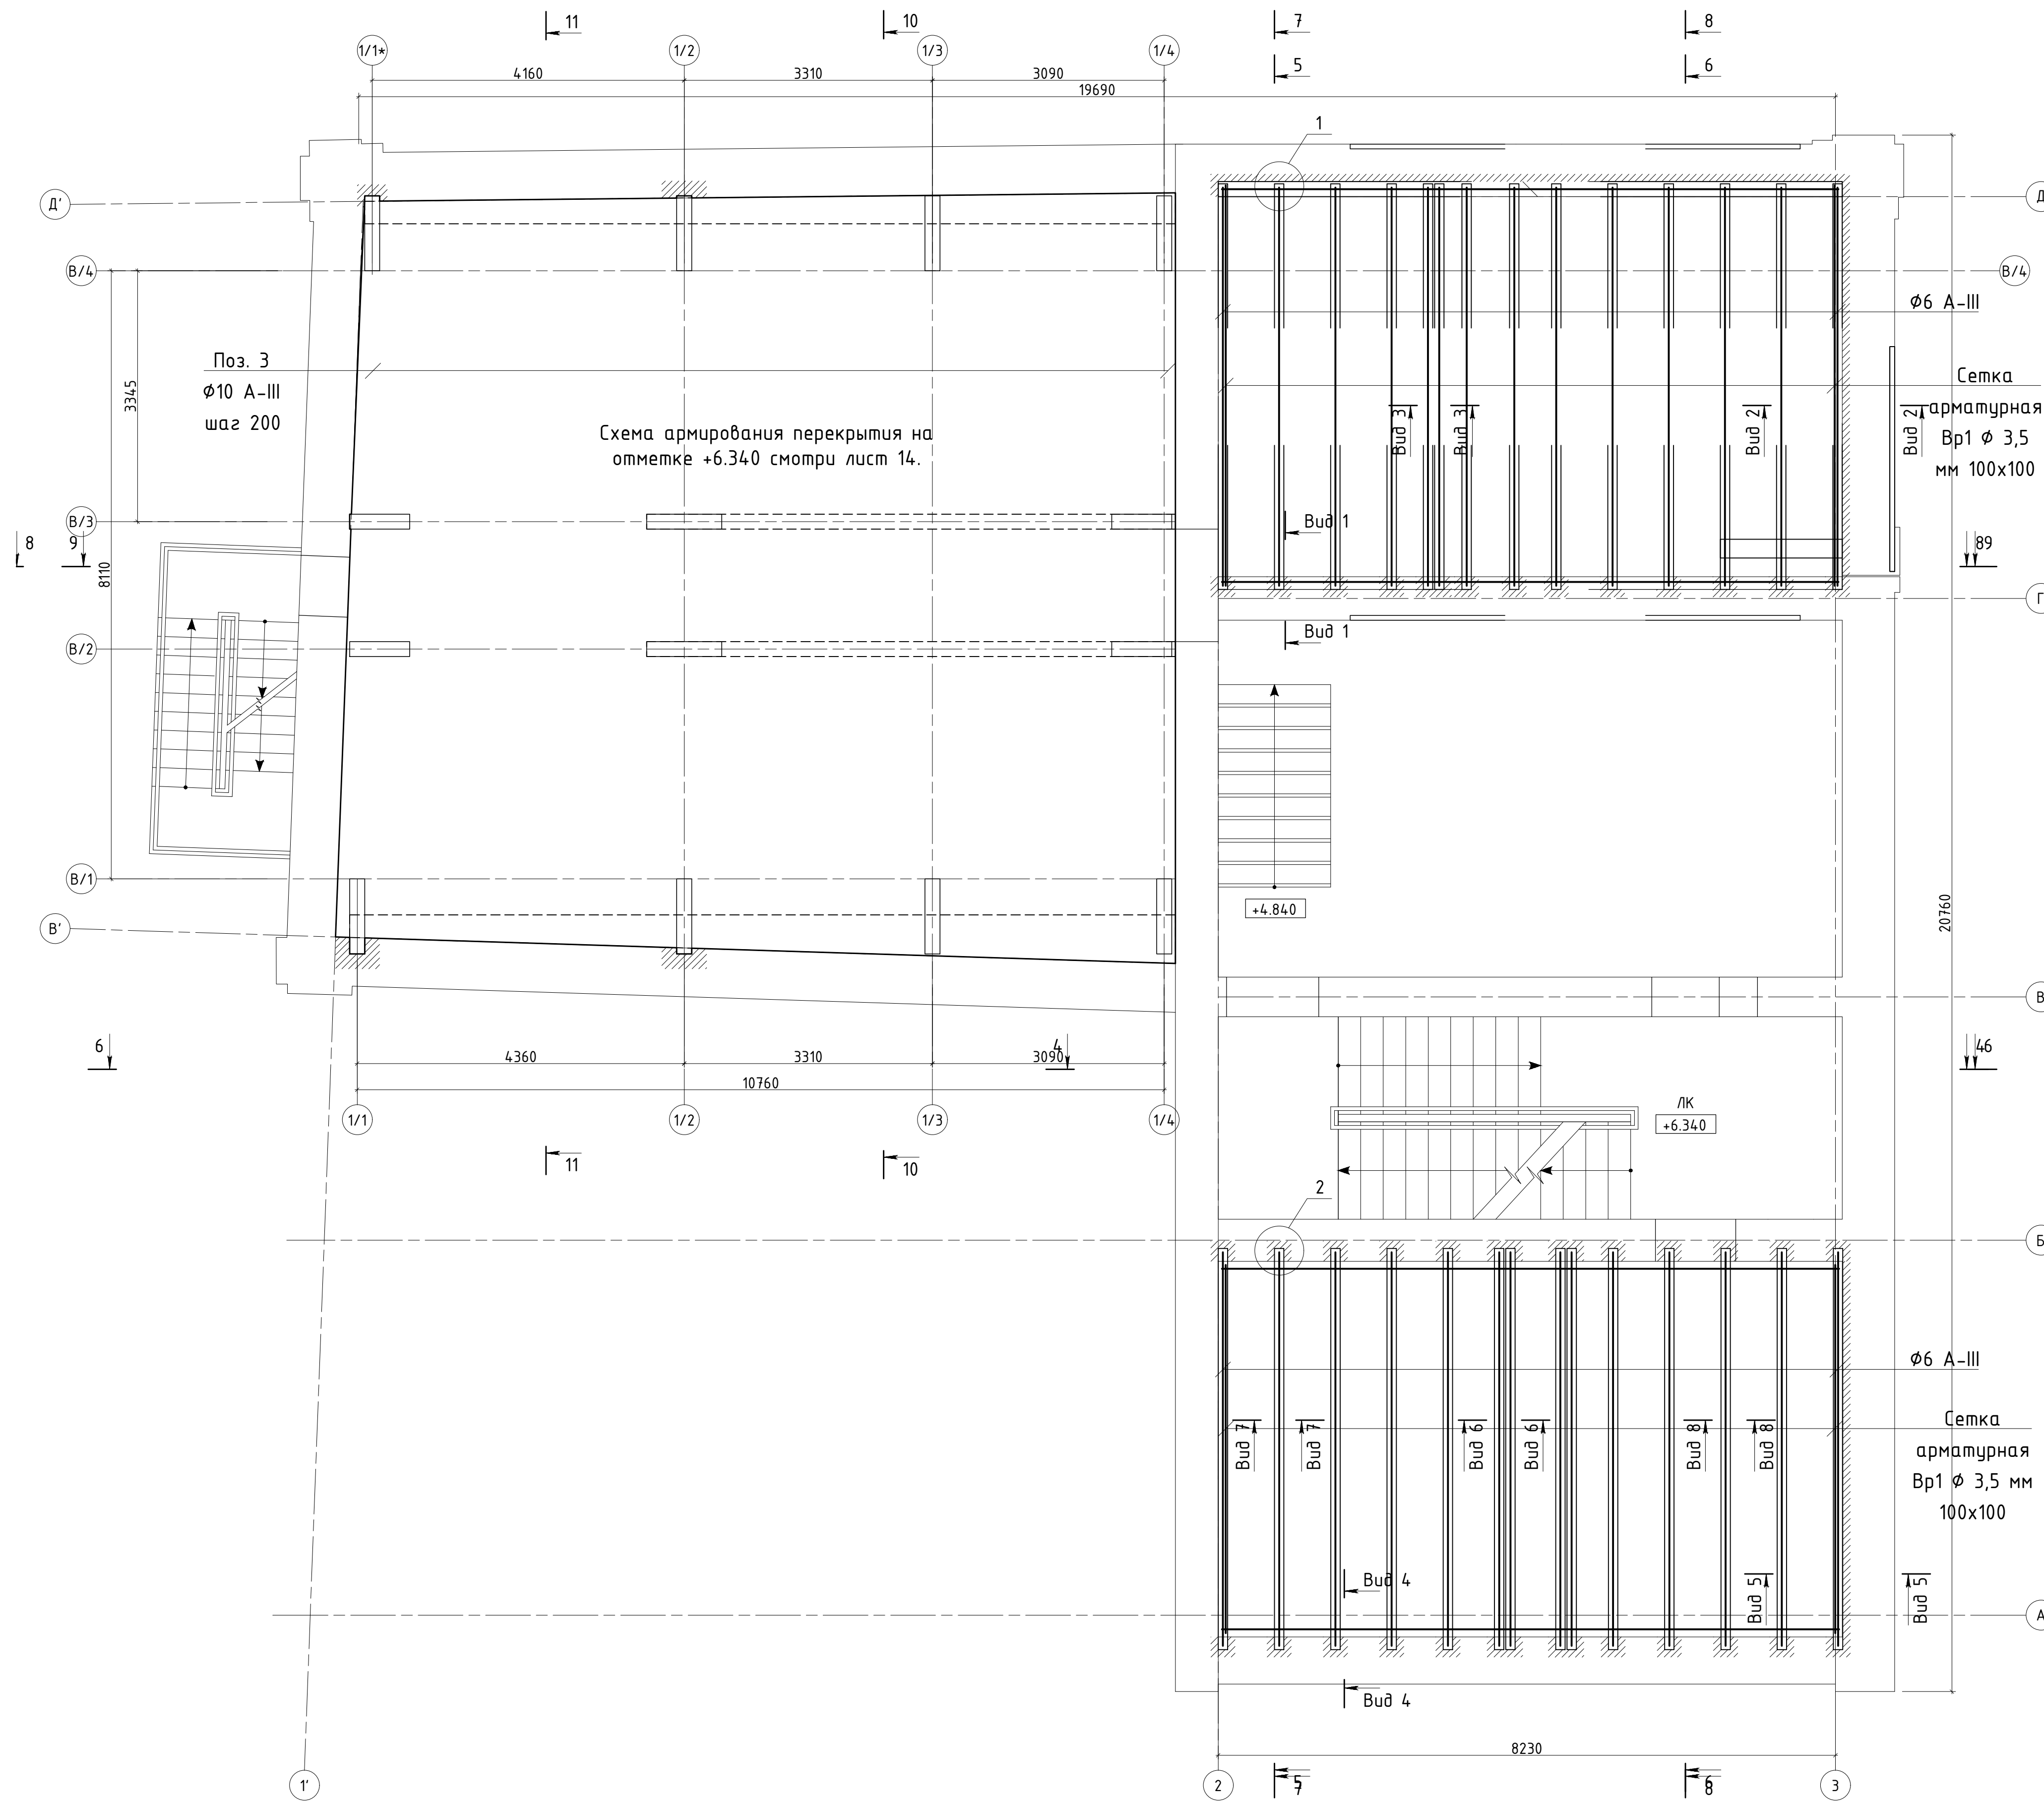 11
10
7
8
5
6
1/1*
1/2
1/3
1/4
4160
3310
3090
19690
1
Д'
Д
В/4
В/4
Ф6 А-III
Поз. 3
Ф10 А-III
шаг 200
3345
Сетка
арматурная
Вр1 Ф 3,5
мм 100х100
Схема армирования перекрытия на
отметке +6.340 смотри лист 14.
Вид 3
Вид 3
Вид 2
Вид 2
В/3
Вид 1
8
9
89
8110
Г
В/2
Вид 1
В/1
+4.840
20760
В'
В
6
4
46
4360
3310
3090
10760
ЛК
+6.340
1/1
1/2
1/3
1/4
11
10
2
Б
Ф6 А-III
Сетка
арматурная
Вр1 Ф 3,5 мм
100х100
Вид 7
Вид 7
Вид 6
Вид 6
Вид 8
Вид 8
Вид 4
Вид 5
Вид 5
А
Вид 4
8230
1'
2
5
7
6
8
3